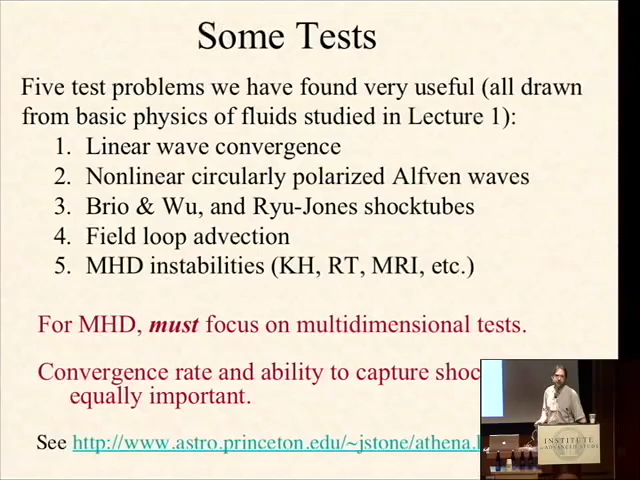 Some Tests
Five test problems we have found very useful (all drawn
from basic physics of fluids studied in Lecture 1):
1. Linear wave convergence
2. Nonlinear circularly polarized Alfven waves
3. Brio & Wu, and Ryu-Jones shocktubes
4. Field loop advection
5. MHD instabilities (KH, RT, MRI, etc.)
For MHD, must focus on multidimensional tests.
Convergence rate and ability to capture shoc
equally important.
See http://www.astro.princeton.edu/~jstone/athena.
INSTITUTE
ADVANCED STUDY